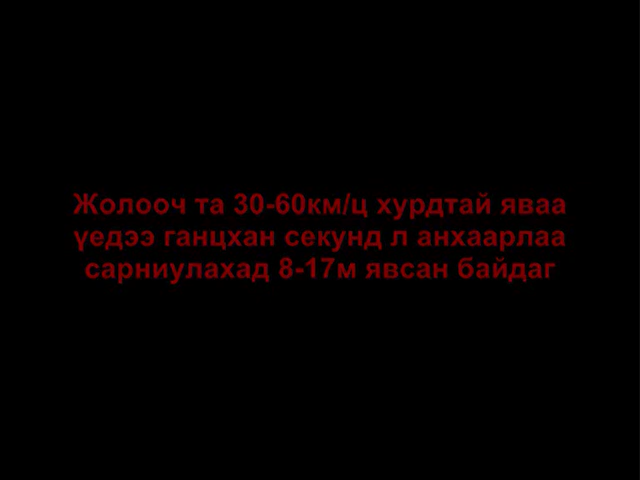 Жолооч та 30-60км/ц хурдтай яваа
үедээ ганцхан секунд л анхаарлаа
сарниулахад 8-17м явсан байдаг